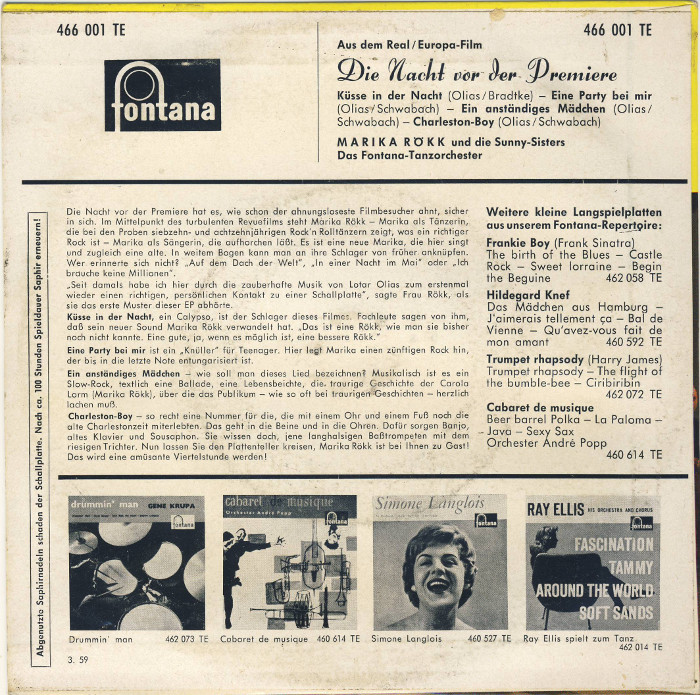 466 001 TE
466 001 TE
fontana
Aus dem Real/Europa-Film
Die Nacht vor der Premiere
Küsse in der Nacht (Olias/Bradtke) – Eine Party bei mir
(Olias/Schwabach) – Ein anständiges Mädchen (Olias/
Schwabach) – Charleston-Boy (Olias/Schwabach)
MARIKA RÖKK und die Sunny-Sisters
Das Fontana-Tanzorchester
Abgenutzte Saphirnadeln schaden der Schallplatte. Nach ca. 100 Stunden Spieldauer Saphir erneuern!
Die Nacht vor der Premiere hat es, wie schon der ahnungsloseste Filmbesucher ahnt, sicher
in sich. Im Mittelpunkt des turbulenten Revuefilms steht Marika Rökk – Marika als Tänzerin,
die bei den Proben siebzehn- und achtzehnjährigen Rock'n Rolltänzern zeigt, was ein richtiger
Rock ist – Marika als Sängerin, die aufhorchen läßt. Es ist eine neue Marika, die hier singt
und zugleich eine alte. In weitem Bogen kann man an ihre Schlager von früher anknüpfen.
Wer erinnerte sich nicht? „Auf dem Dach der Welt", „In einer Nacht im Mai" oder „Ich
brauche keine Millionen".
„Seit damals habe ich hier durch die zauberhafte Musik von Lotar Olias zum erstenmal
wieder einen richtigen, persönlichen Kontakt zu einer Schallplatte", sagte Frau Rökk, als
sie das erste Muster dieser EP abhörte.
Küsse in der Nacht, ein Calypso, ist der Schlager dieses Filmes. Fachleute sagen von ihm,
daß sein neuer Sound Marika Rökk verwandelt hat. „Das ist eine Rökk, wie man sie bisher
noch nicht kannte. Eine gute, ja, wenn es möglich ist, eine bessere Rökk."
Eine Party bei mir ist ein „Knüller" für Teenager. Hier legt Marika einen zünftigen Rock hin,
der bis in die letzte Note entungarisiert ist.
Ein anständiges Mädchen – wie soll man dieses Lied bezeichnen? Musikalisch ist es ein
Slow-Rock, textlich eine Ballade, eine Lebensbeichte, die traurige Geschichte der Carola
Lorm (Marika Rökk), über die das Publikum – wie so oft bei traurigen Geschichten – herzlich
lachen muß.
Charleston-Boy – so recht eine Nummer für die, die mit einem Ohr und einem Fuß noch die
alte Charlestonzeit miterlebten. Das geht in die Beine und in die Ohren. Dafür sorgen Banjo,
altes Klavier und Sousaphon. Sie wissen doch, jene langhalsigen Baßtrompeten mit dem
riesigen Trichter. Nun lassen Sie den Plattenteller kreisen, Marika Rökk ist bei Ihnen zu Gast!
Das wird eine amüsante Viertelstunde werden!
Weitere kleine Langspielplatten
aus unserem Fontana-Repertoire:
Frankie Boy (Frank Sinatra)
The birth of the Blues – Castle
Rock – Sweet lorraine – Begin
the Beguine 462 058 TE
Hildegard Knef
Das Mädchen aus Hamburg –
J'aimerais tellement ça – Bal de
Vienne – Qu'avez-vous fait de
mon amant 460 592 TE
Trumpet rhapsody (Harry James)
Trumpet rhapsody – The flight of
the bumble-bee – Ciribiribin
462 072 TE
Cabaret de musique
Beer barrel Polka – La Paloma –
Java – Sexy Sax
Orchester André Popp
460 614 TE
drummin' man GENE KRUPA
fontana
cabaret de musique
Orchester André Popp
fontana
Simone Langlois
fontana
RAY ELLIS HIS ORCHESTRA AND CHORUS
fontana
FASCINATION
TAMMY
AROUND THE WORLD
SOFT SANDS
Drummin' man 462 073 TE
Cabaret de musique 460 614 TE
Simone Langlois 460 527 TE
Ray Ellis spielt zum Tanz
462 014 TE
3. 59